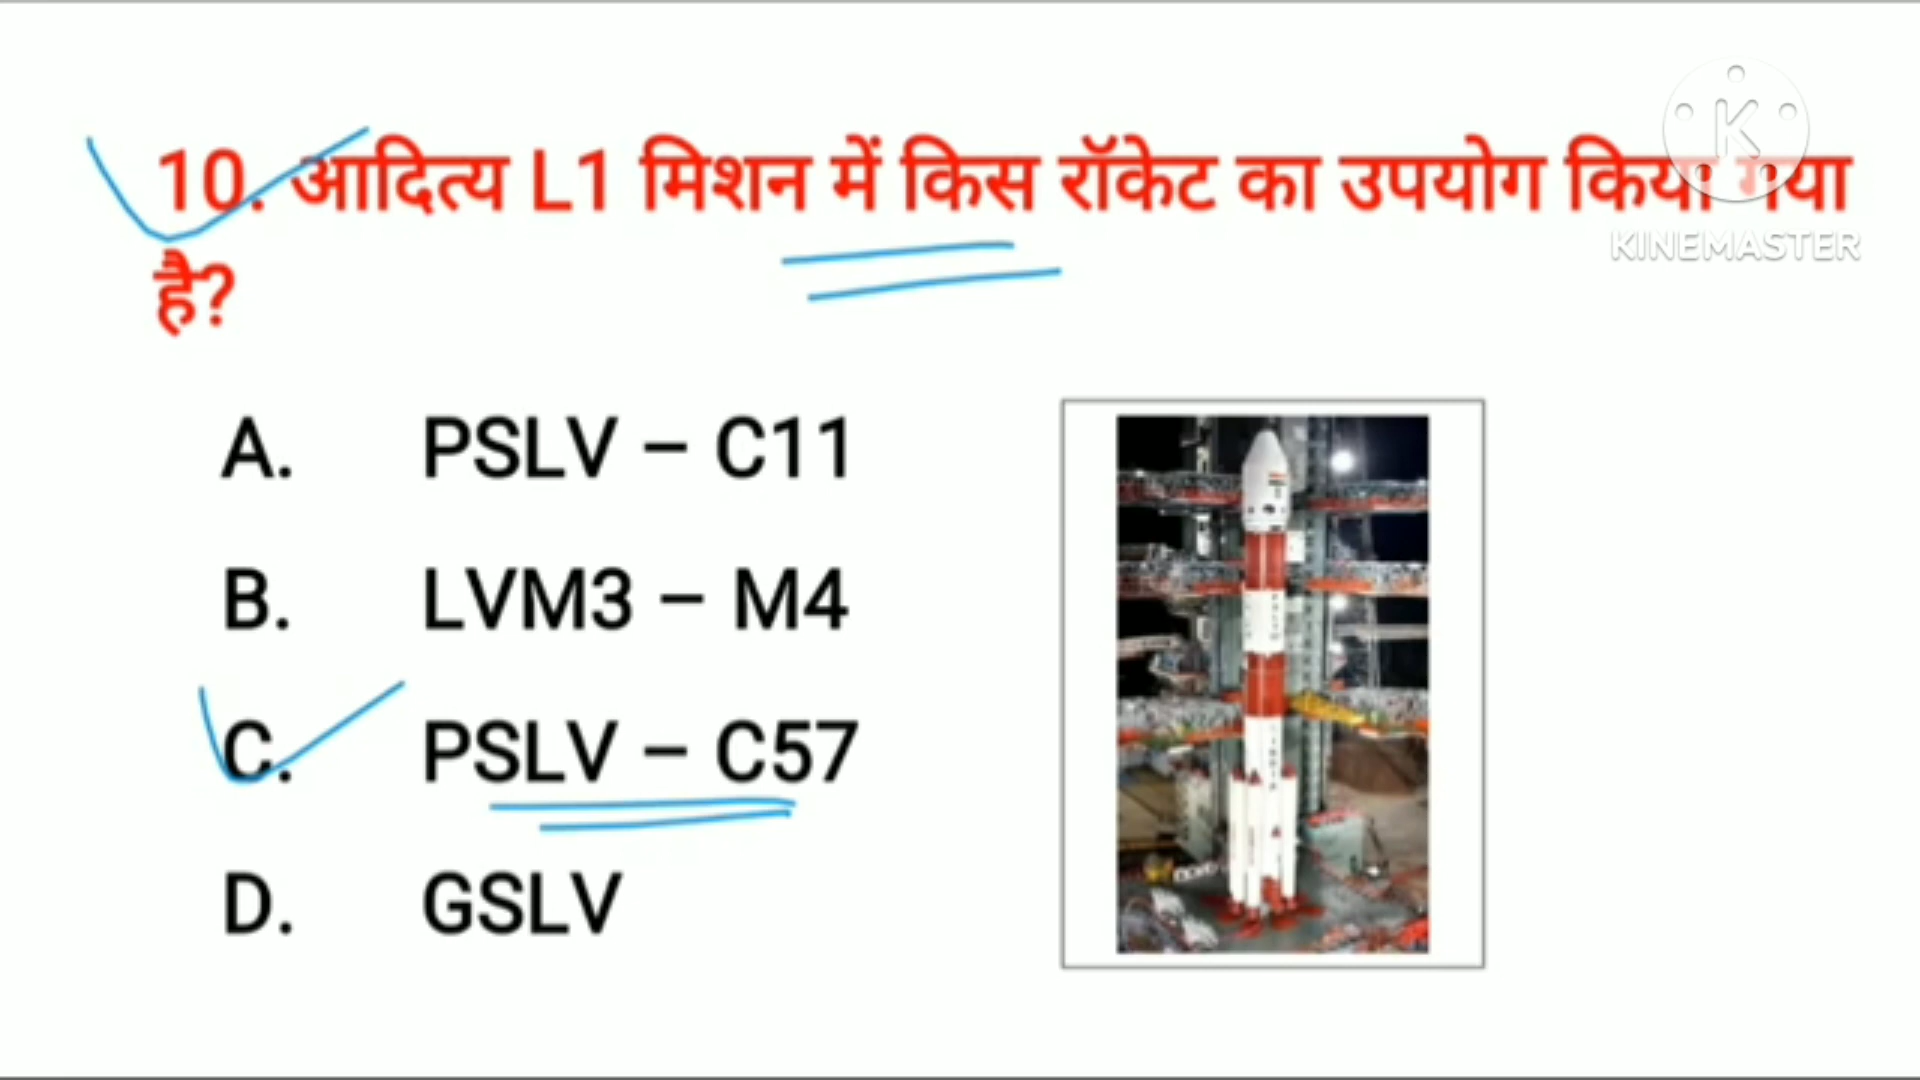 10. आदित्य L1 मिशन में किस रॉकेट का उपयोग किया गया
है?
KINEMASTER
A. PSLV – C11
B. LVM3 – M4
C. PSLV – C57
D. GSLV